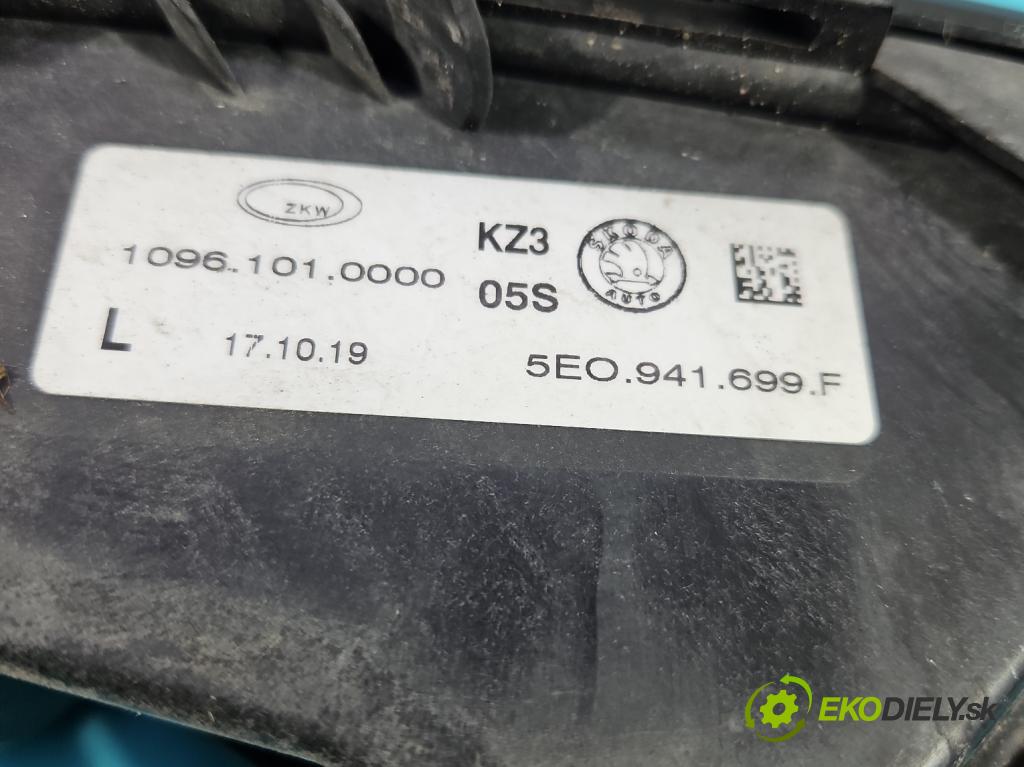 ZKW
1096.101.0000
L
17.10.19
KZ3
05S
SKODA
AUTO
5E0.941.699.F
EKODIELY.sk